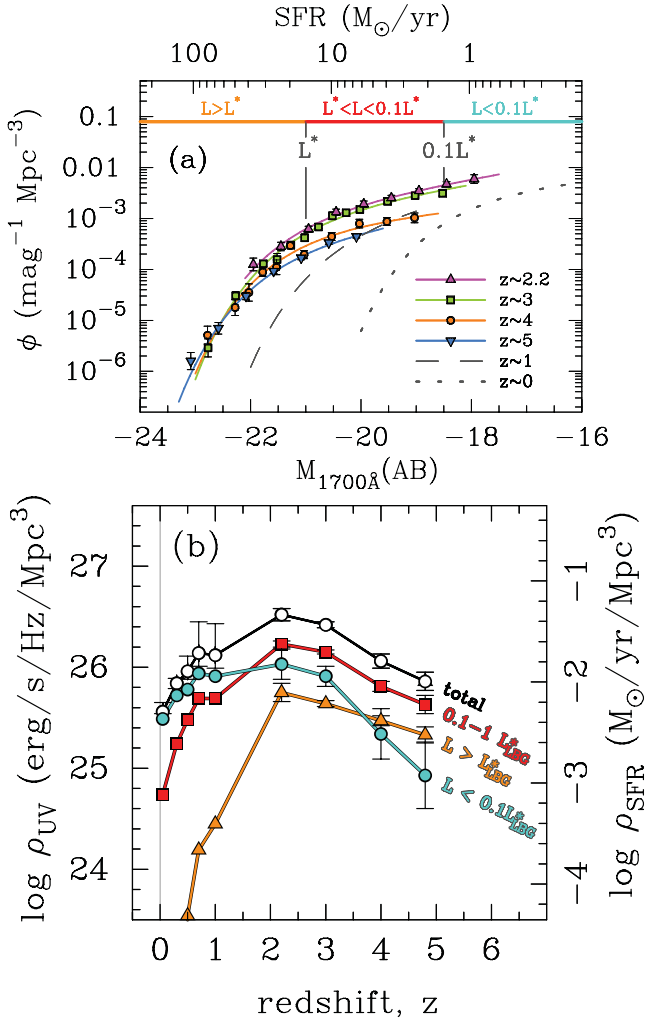 SFR (M⊙/yr)
100 10 1
L>L* L*<L<0.1L* L<0.1L*
(a) L* 0.1L*
ϕ (mag⁻¹ Mpc⁻³)
0.1
0.01
10⁻³
10⁻⁴
10⁻⁵
10⁻⁶
z~2.2
z~3
z~4
z~5
z~1
z~0
−24 −22 −20 −18 −16
M1700Å(AB)
(b)
log ρUV (erg/s/Hz/Mpc³)
27
26
25
24
log ρSFR (M⊙/yr/Mpc³)
−1
−2
−3
−4
total
0.1−1 L*LBG
L > L*LBG
L < 0.1L*LBG
0 1 2 3 4 5 6
redshift, z